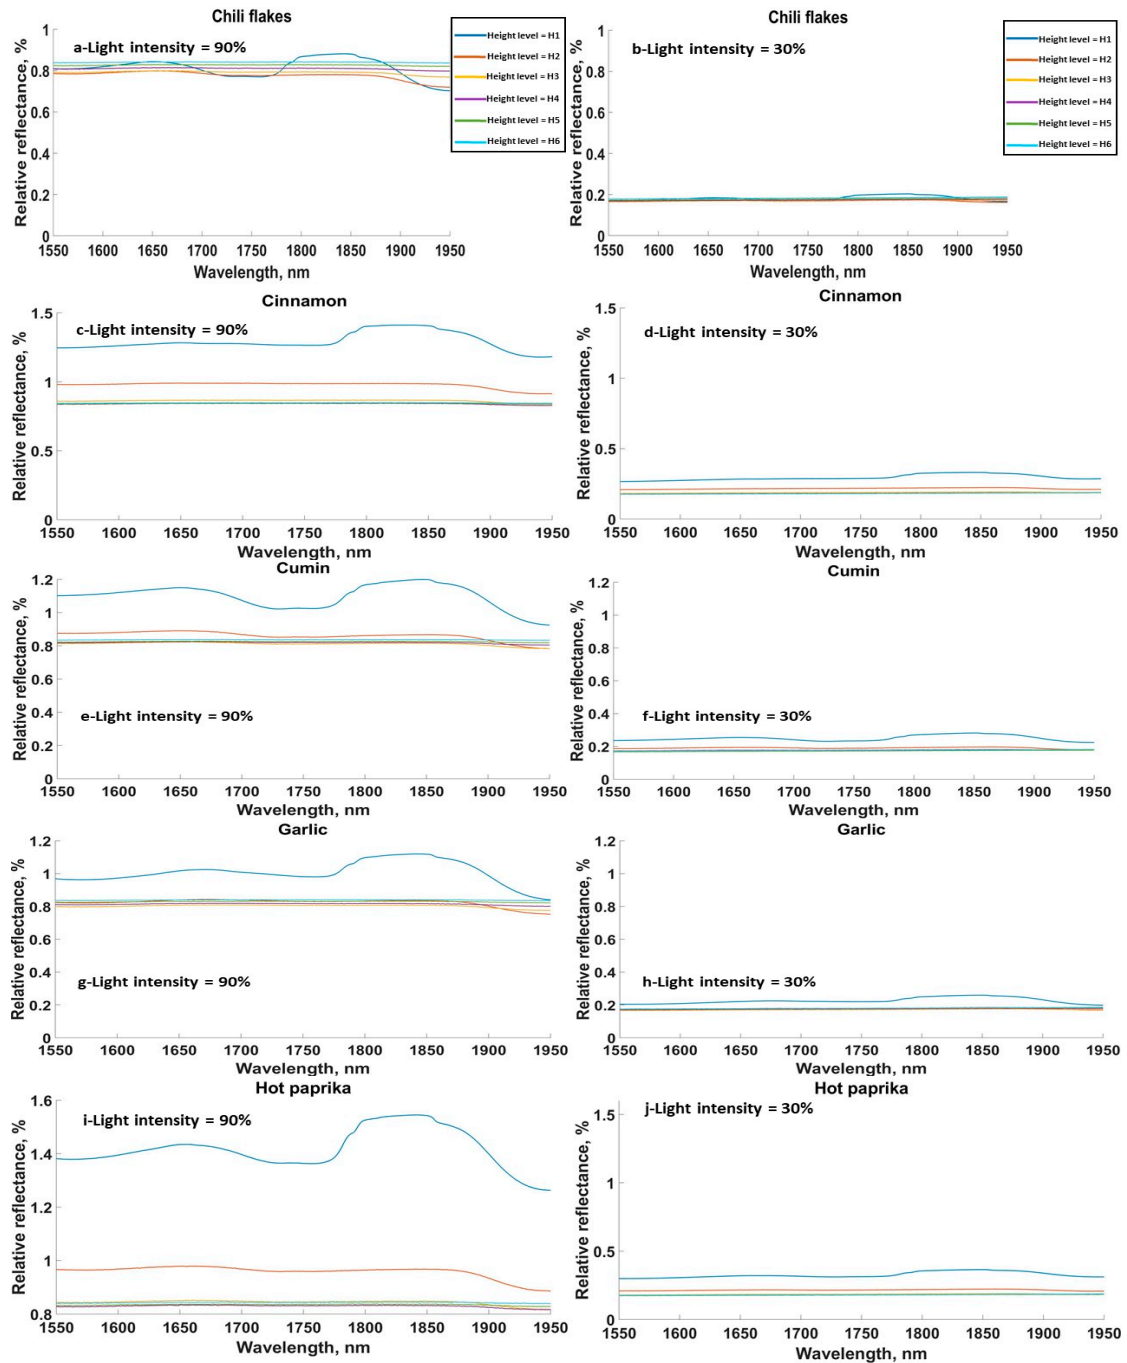 Chili flakes
Relative reflectance, %
1
0.8
0.6
0.4
0.2
0
a-Light intensity = 90%
Height level = H1
Height level = H2
Height level = H3
Height level = H4
Height level = H5
Height level = H6
1550 1600 1650 1700 1750 1800 1850 1900 1950
Wavelength, nm
Chili flakes
Relative reflectance, %
1
0.8
0.6
0.4
0.2
0
b-Light intensity = 30%
Height level = H1
Height level = H2
Height level = H3
Height level = H4
Height level = H5
Height level = H6
1550 1600 1650 1700 1750 1800 1850 1900 1950
Wavelength, nm
Cinnamon
Relative reflectance, %
1.5
1
0.5
0
c-Light intensity = 90%
1550 1600 1650 1700 1750 1800 1850 1900 1950
Wavelength, nm
Cinnamon
Relative reflectance, %
1.5
1
0.5
0
d-Light intensity = 30%
1550 1600 1650 1700 1750 1800 1850 1900 1950
Wavelength, nm
Cumin
Relative reflectance, %
1.2
1
0.8
0.6
0.4
0.2
0
e-Light intensity = 90%
1550 1600 1650 1700 1750 1800 1850 1900 1950
Wavelength, nm
Cumin
Relative reflectance, %
1.2
1
0.8
0.6
0.4
0.2
0
f-Light intensity = 30%
1550 1600 1650 1700 1750 1800 1850 1900 1950
Wavelength, nm
Garlic
Relative reflectance, %
1.2
1
0.8
0.6
0.4
0.2
0
g-Light intensity = 90%
1550 1600 1650 1700 1750 1800 1850 1900 1950
Wavelength, nm
Garlic
Relative reflectance, %
1.2
1
0.8
0.6
0.4
0.2
0
h-Light intensity = 30%
1550 1600 1650 1700 1750 1800 1850 1900 1950
Wavelength, nm
Hot paprika
Relative reflectance, %
1.6
1.4
1.2
1
0.8
i-Light intensity = 90%
1550 1600 1650 1700 1750 1800 1850 1900 1950
Wavelength, nm
Hot paprika
Relative reflectance, %
1.5
1
0.5
0
j-Light intensity = 30%
1550 1600 1650 1700 1750 1800 1850 1900 1950
Wavelength, nm